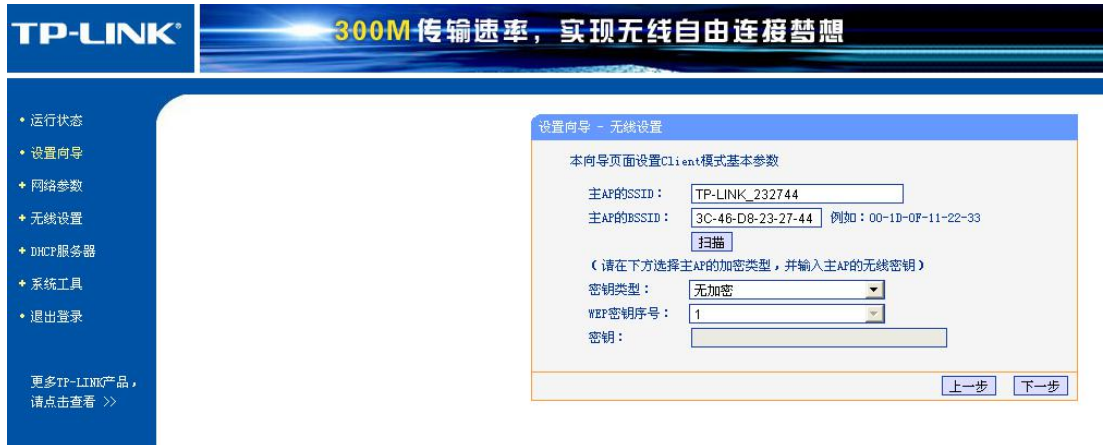 TP-LINK®
300M传输速率，实现无线自由连接梦想
运行状态
设置向导
网络参数
无线设置
DHCP服务器
系统工具
退出登录
更多TP-LINK产品，
请点击查看 >>
设置向导 - 无线设置
本向导页面设置Client模式基本参数
主AP的SSID： TP-LINK_232744
主AP的BSSID： 3C-46-D8-23-27-44 例如：00-1D-0F-11-22-33
扫描
（请在下方选择主AP的加密类型，并输入主AP的无线密钥）
密钥类型： 无加密
WEP密钥序号： 1
密钥：
上一步 下一步